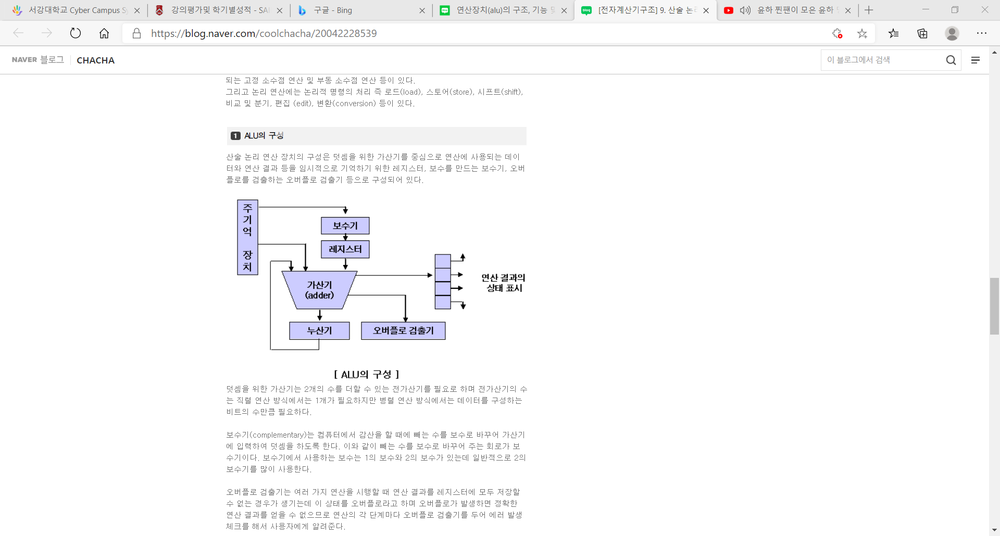 서강대학교 Cyber Campus Sy
강의평가및 학기별성적 - SAI
구글 - Bing
연산장치(alu)의 구조, 기능 및
[전자계산기구조] 9. 산술 논리
윤하 찐팬이 모은 윤하
https://blog.naver.com/coolchacha/20042228539
NAVER 블로그 CHACHA
이 블로그에서 검색
되는 고정 소수점 연산 및 부동 소수점 연산 등이 있다.
그리고 논리 연산에는 논리적 명령의 처리 즉 로드(load), 스토어(store), 시프트(shift),
비교 및 분기, 편집 (edit), 변환(conversion) 등이 있다.
1 ALU의 구성
산술 논리 연산 장치의 구성은 덧셈을 위한 가산기를 중심으로 연산에 사용되는 데이
터와 연산 결과 등을 임시적으로 기억하기 위한 레지스터, 보수를 만드는 보수기, 오버
플로를 검출하는 오버플로 검출기 등으로 구성되어 있다.
주기억 장치
보수기
레지스터
가산기
(adder)
연산 결과의
상태 표시
누산기
오버플로 검출기
[ ALU의 구성 ]
덧셈을 위한 가산기는 2개의 수를 더할 수 있는 전가산기를 필요로 하며 전가산기의 수
는 직렬 연산 방식에서는 1개가 필요하지만 병렬 연산 방식에서는 데이터를 구성하는
비트의 수만큼 필요하다.
보수기(complementary)는 컴퓨터에서 감산을 할 때에 빼는 수를 보수로 바꾸어 가산기
에 입력하여 덧셈을 하도록 한다. 이와 같이 빼는 수를 보수로 바꾸어 주는 회로가 보
수기이다. 보수기에서 사용하는 보수는 1의 보수와 2의 보수가 있는데 일반적으로 2의
보수기를 많이 사용한다.
오버플로 검출기는 여러 가지 연산을 시행할 때 연산 결과를 레지스터에 모두 저장할
수 없는 경우가 생기는데 이 상태를 오버플로라고 하며 오버플로가 발생하면 정확한
연산 결과를 얻을 수 없으므로 연산의 각 단계마다 오버플로 검출기를 두어 에러 발생
체크를 해서 사용자에게 알려준다.